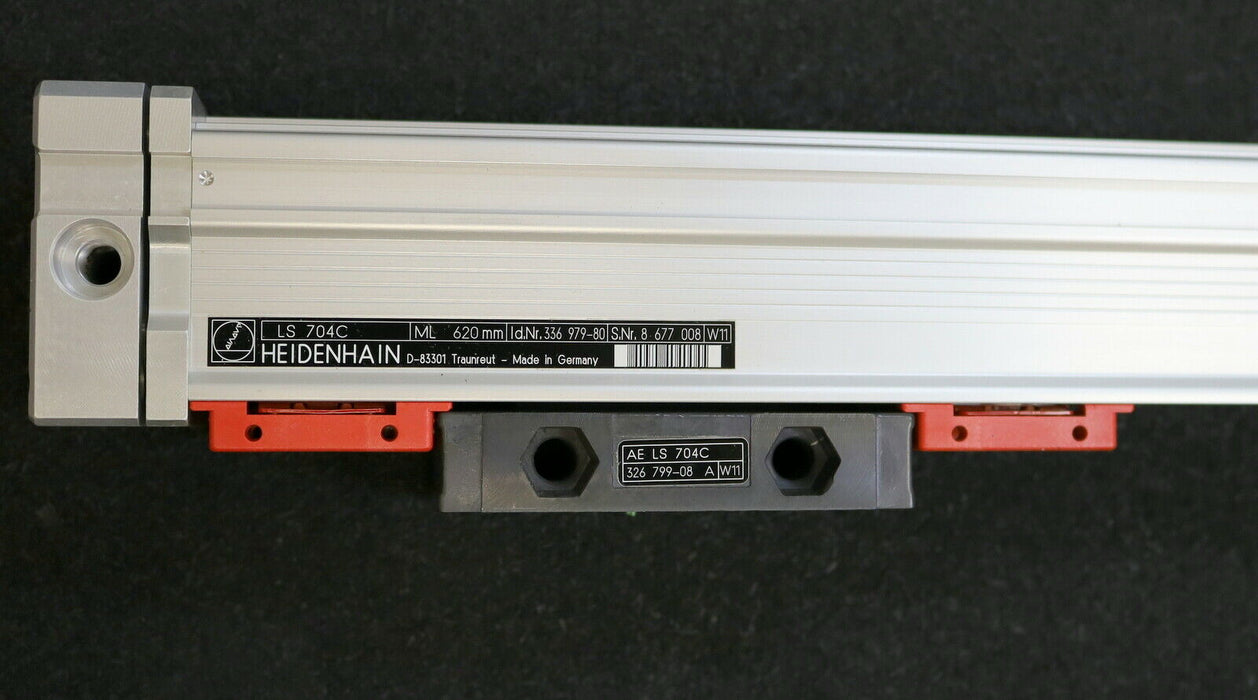 LS 704C ML 620 mm Id.Nr. 336 979-80 S.Nr. 8 677 008 W11
HEIDENHAIN D-83301 Traunreut - Made in Germany
AE LS 704C
326 799-08 A W11